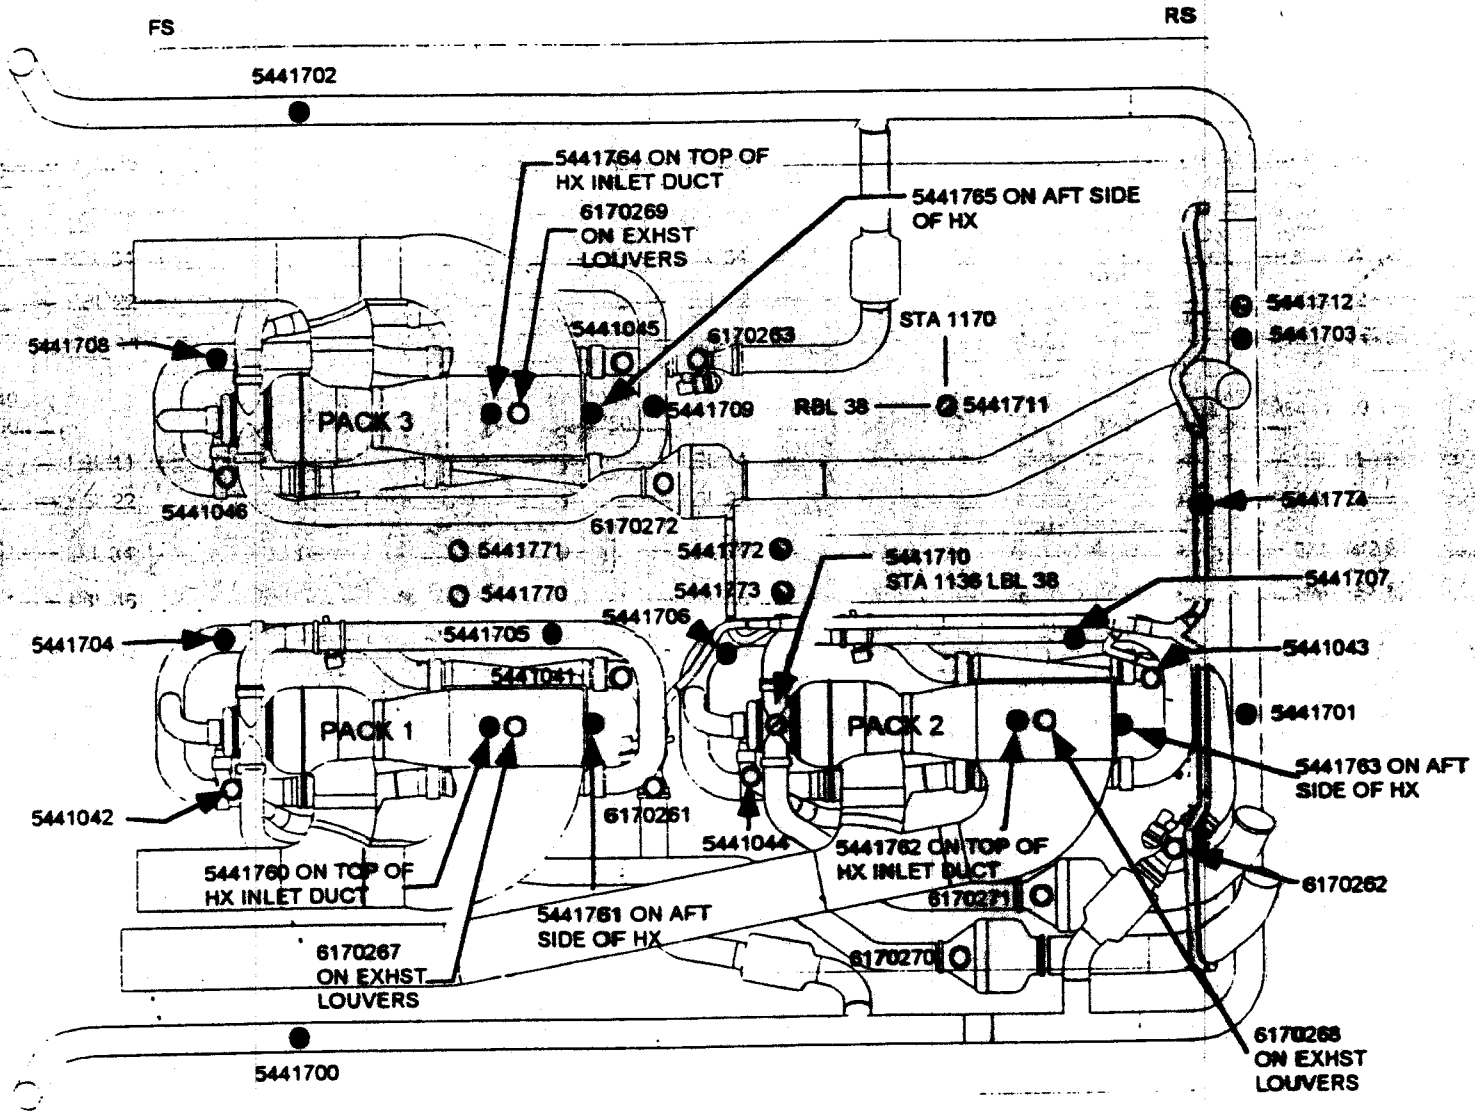 FS
RS
5441702
5441764 ON TOP OF
HX INLET DUCT
5441765 ON AFT SIDE
OF HX
6170269
ON EXHST
LOUVERS
5441712
5441703
STA 1170
5441045
6170263
5441708
PACK 3
5441709
RBL 38
5441711
5441774
5441046
6170272
5441771
5441772
5441710
STA 1136 LBL 38
5441770
5441773
5441707
5441706
5441704
5441705
5441043
5441041
PACK 1
PACK 2
5441701
5441763 ON AFT
SIDE OF HX
5441042
6170261
5441044
5441762 ON TOP OF
HX INLET DUCT
5441760 ON TOP OF
HX INLET DUCT
6170262
6170271
5441761 ON AFT
SIDE OF HX
6170267
ON EXHST
LOUVERS
6170270
6170268
ON EXHST
LOUVERS
5441700